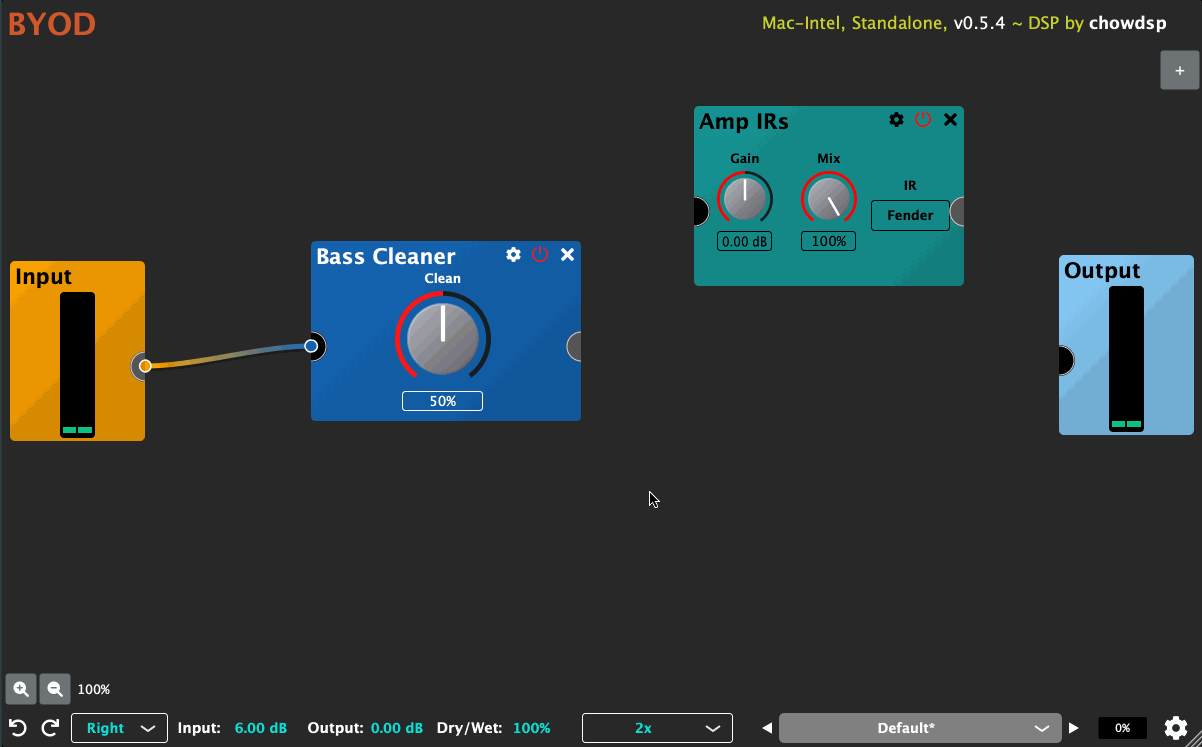 BYOD
Mac-Intel, Standalone, v0.5.4 ~ DSP by chowdsp
+
Amp IRs
Gain
Mix
IR
Fender
0.00 dB
100%
Bass Cleaner
Clean
50%
Input
Output
100%
Right
Input: 6.00 dB
Output: 0.00 dB
Dry/Wet: 100%
2x
Default*
0%